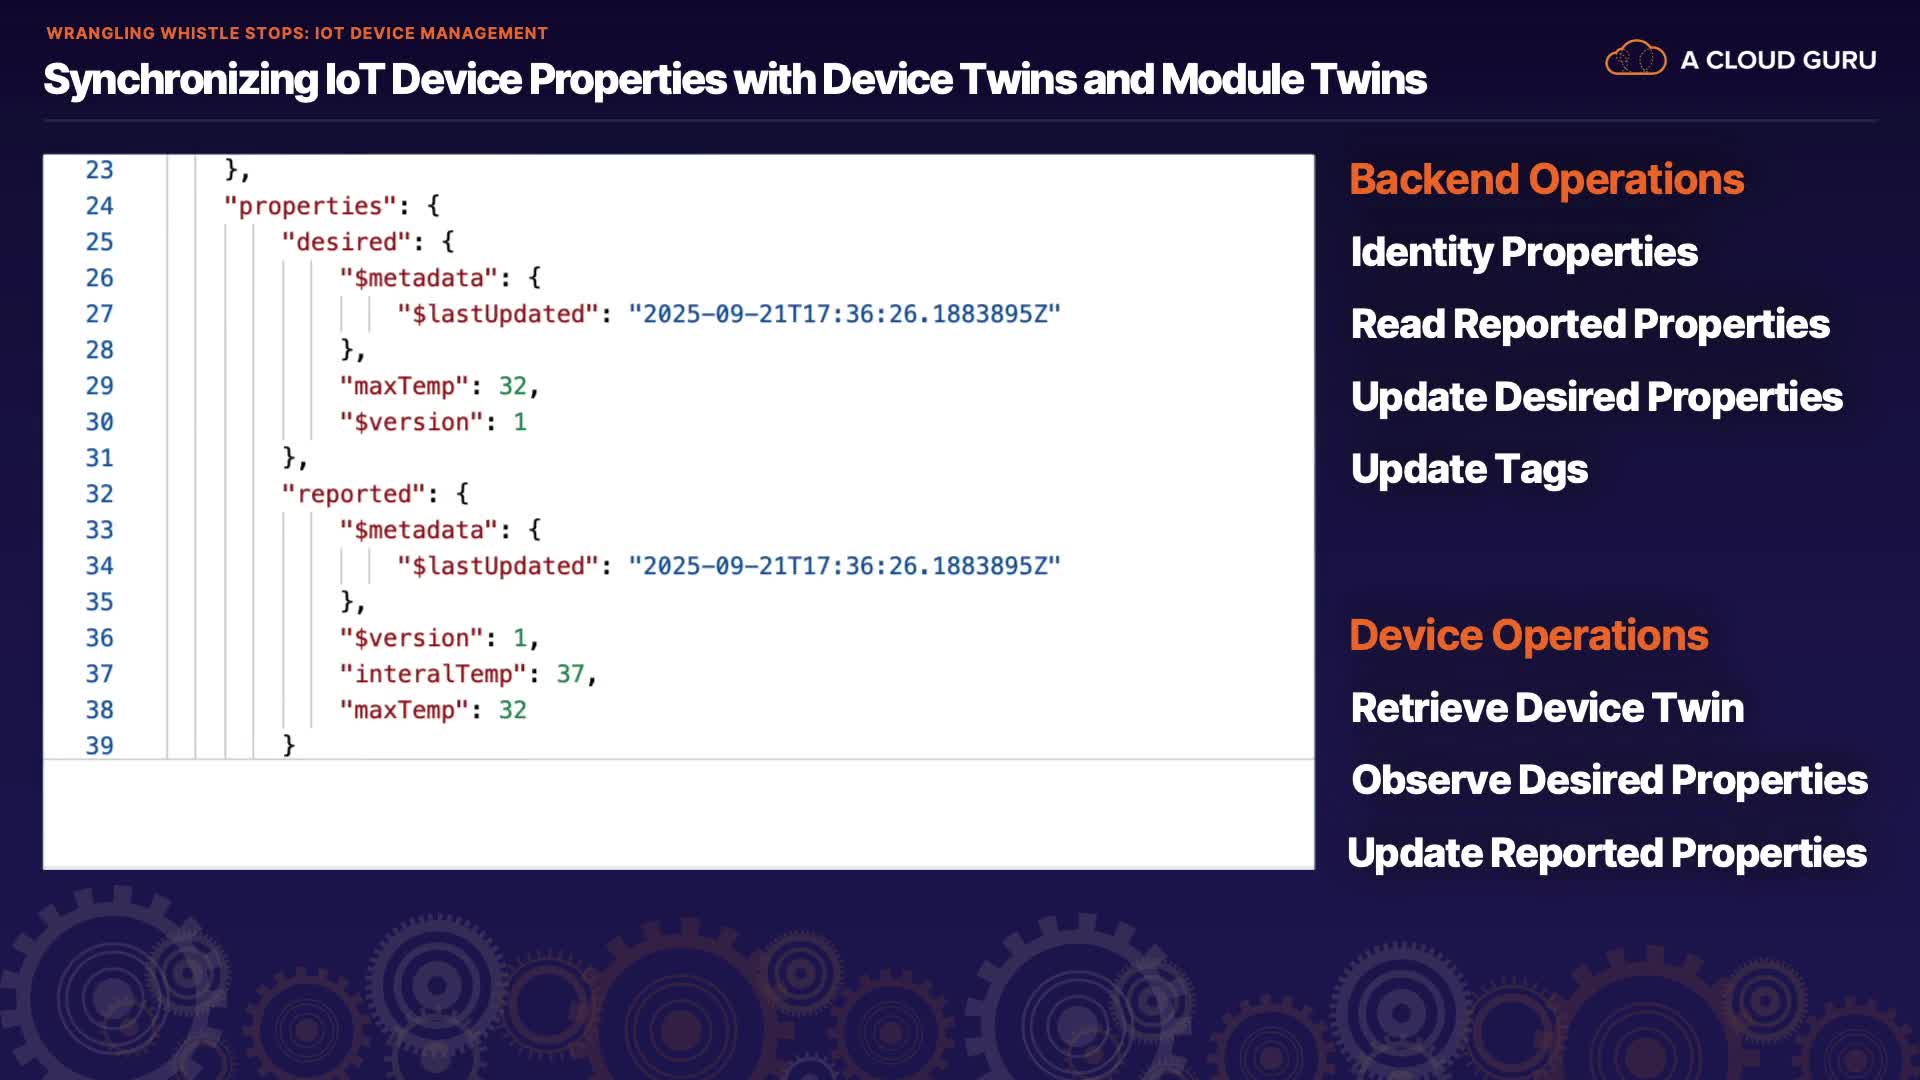 WRANGLING WHISTLE STOPS: IOT DEVICE MANAGEMENT
Synchronizing IoT Device Properties with Device Twins and Module Twins
A CLOUD GURU
23 },
24 "properties": {
25 "desired": {
26 "$metadata": {
27 "$lastUpdated": "2025-09-21T17:36:26.1883895Z"
28 },
29 "maxTemp": 32,
30 "$version": 1
31 },
32 "reported": {
33 "$metadata": {
34 "$lastUpdated": "2025-09-21T17:36:26.1883895Z"
35 },
36 "$version": 1,
37 "interalTemp": 37,
38 "maxTemp": 32
39 }
Backend Operations
Identity Properties
Read Reported Properties
Update Desired Properties
Update Tags
Device Operations
Retrieve Device Twin
Observe Desired Properties
Update Reported Properties